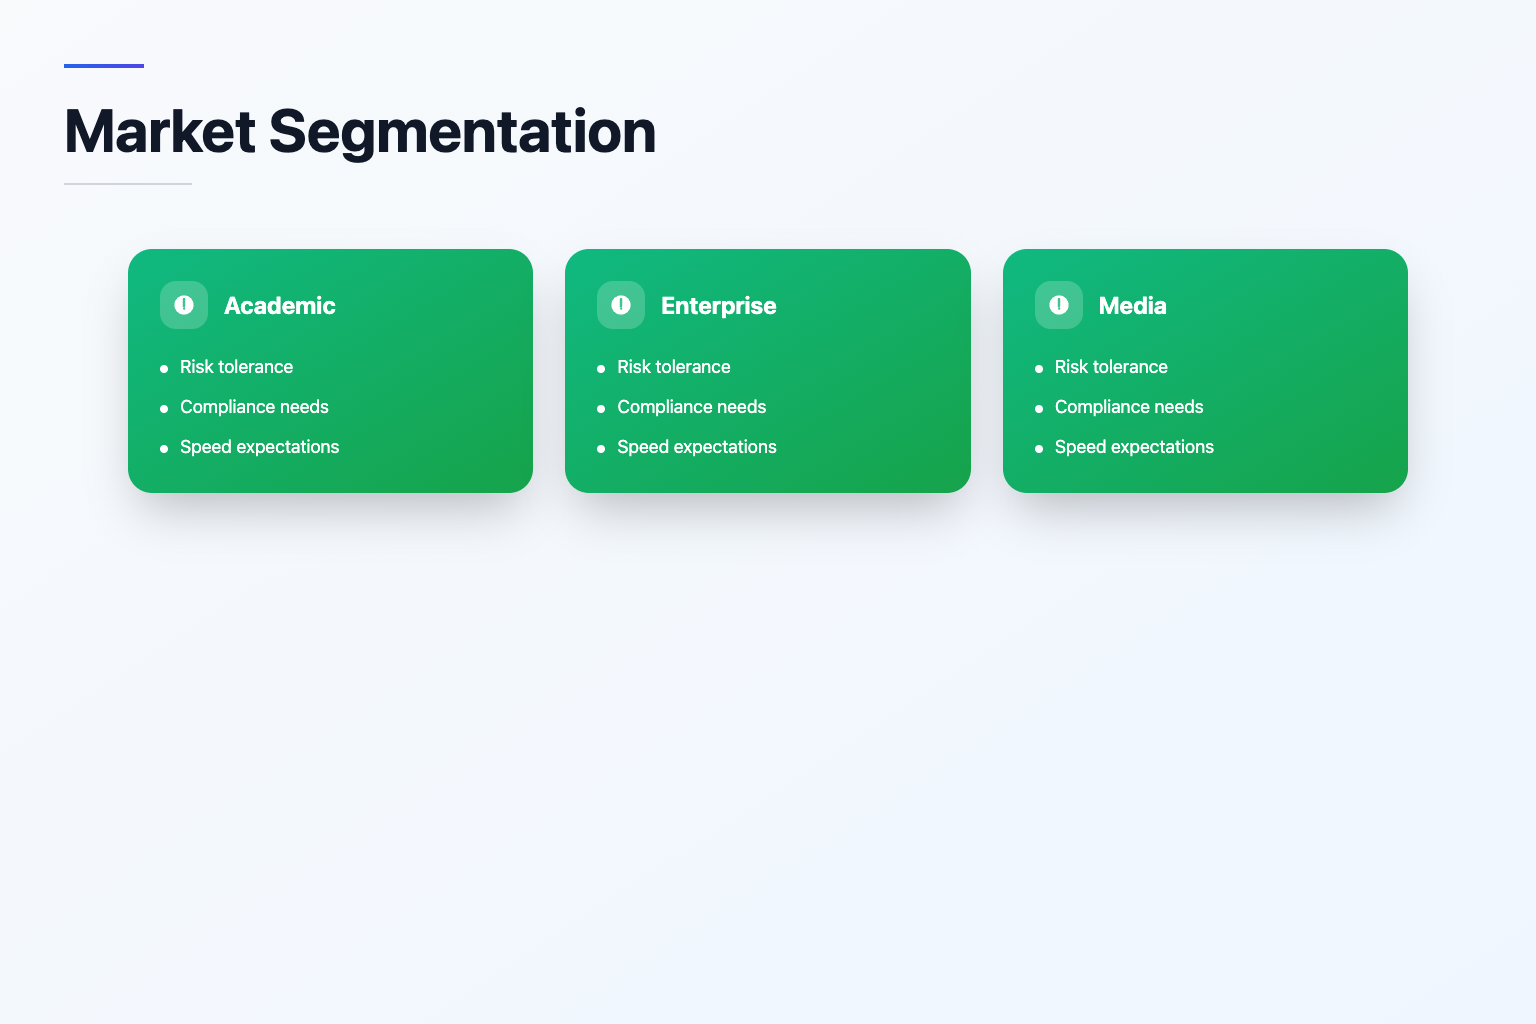 Market Segmentation
Academic
Risk tolerance
Compliance needs
Speed expectations
Enterprise
Risk tolerance
Compliance needs
Speed expectations
Media
Risk tolerance
Compliance needs
Speed expectations